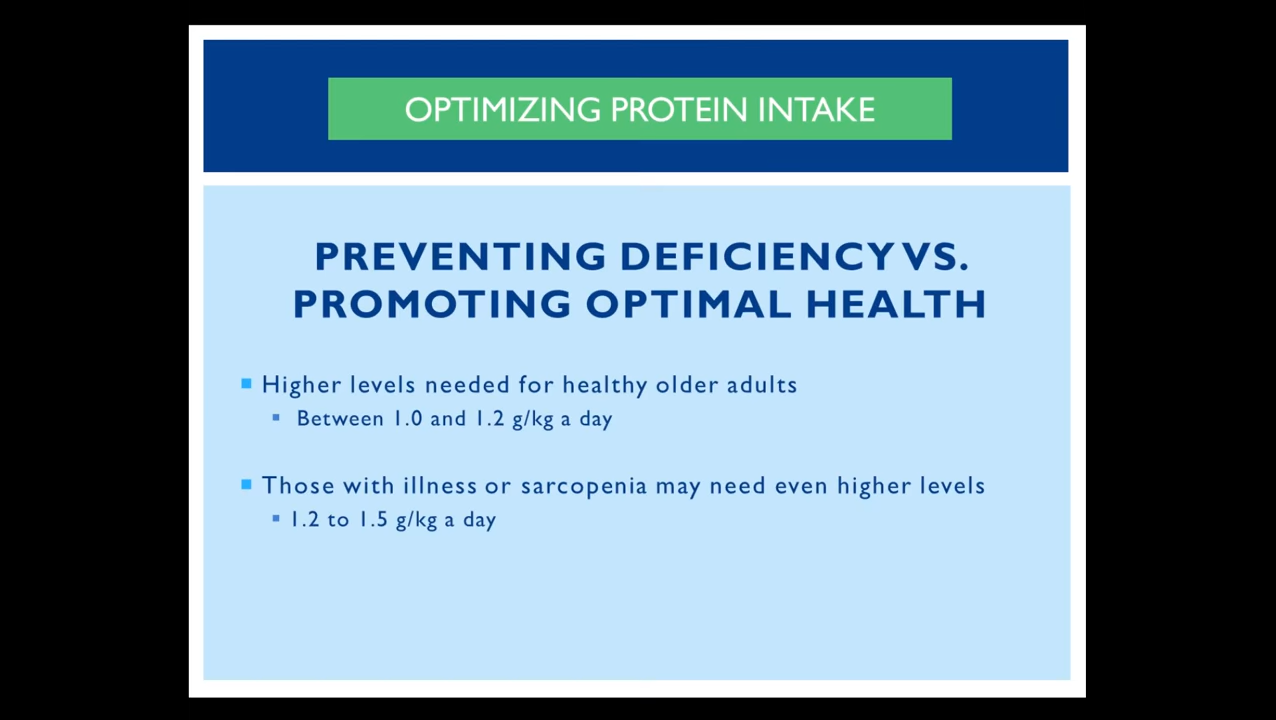 OPTIMIZING PROTEIN INTAKE
PREVENTING DEFICIENCY VS.
PROMOTING OPTIMAL HEALTH
Higher levels needed for healthy older adults
Between 1.0 and 1.2 g/kg a day
Those with illness or sarcopenia may need even higher levels
1.2 to 1.5 g/kg a day